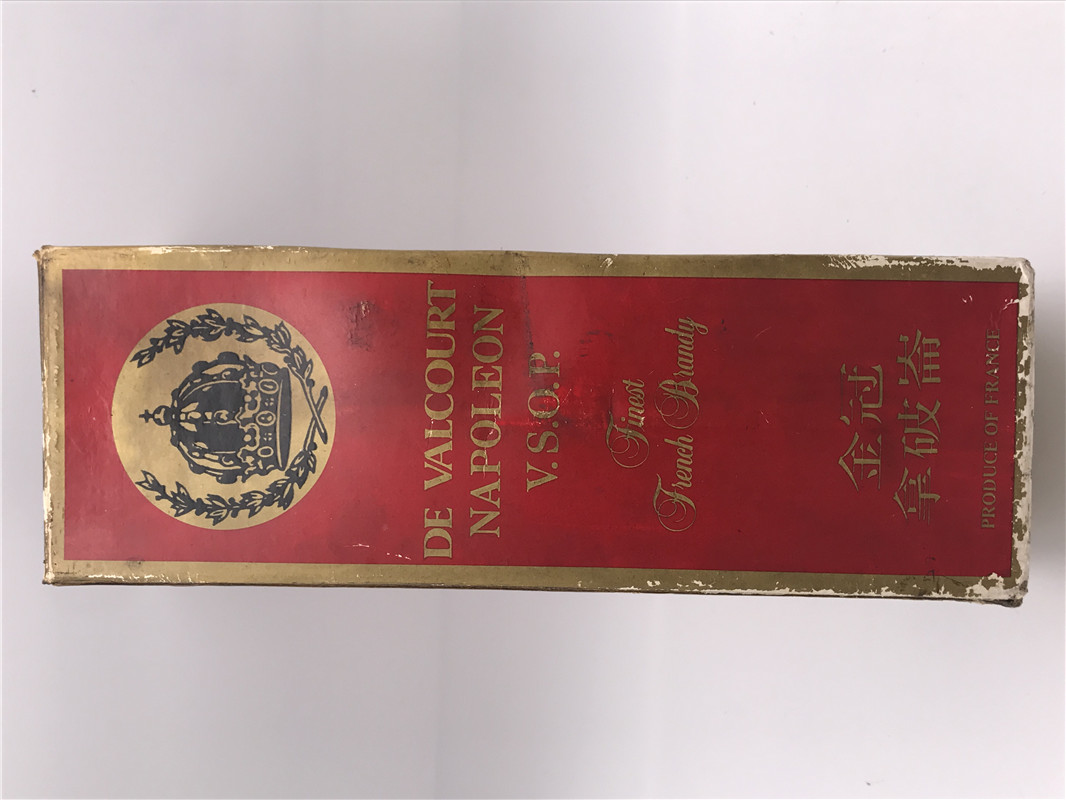 DE VALCOURT
NAPOLEON
V.S.O.P.
Finest
French Brandy
金冠
拿破崙
PRODUCE OF FRANCE